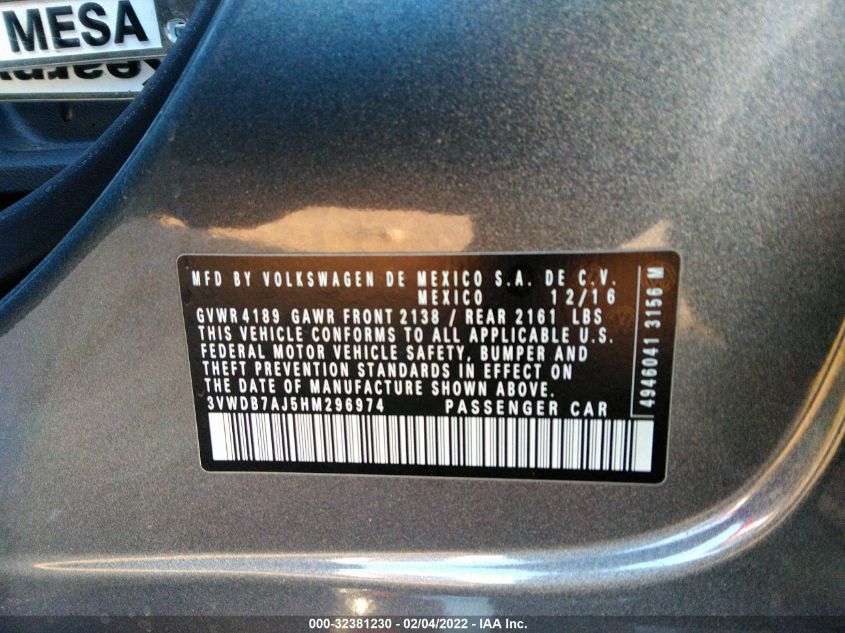 MESA
MFD BY VOLKSWAGEN DE MEXICO S.A. DE C.V.
MEXICO 12/16
GVWR 4189 GAWR FRONT 2138 / REAR 2161 LBS
THIS VEHICLE CONFORMS TO ALL APPLICABLE U.S.
FEDERAL MOTOR VEHICLE SAFETY, BUMPER AND
THEFT PREVENTION STANDARDS IN EFFECT ON
THE DATE OF MANUFACTURE SHOWN ABOVE.
3VWDB7AJ5HM296974 PASSENGER CAR
4946041 3156 M
000-32381230 - 02/04/2022 - IAA Inc.